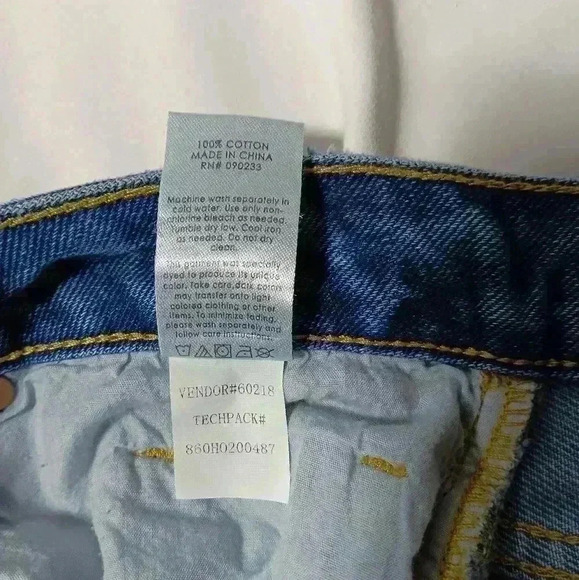 100% COTTON
MADE IN CHINA
RN# 090233
Machine wash separately in
cold water. Use only non-
chlorine bleach as needed.
Tumble dry low. Cool iron
as needed. Do not dry
clean.
This garment was specially
dyed to produce its unique
color. Take care, dark colors
may transfer onto light
colored clothing or other
items. To minimize fading,
please wash separately and
follow care instructions.
VENDOR#60218
TECHPACK#
860HO200487